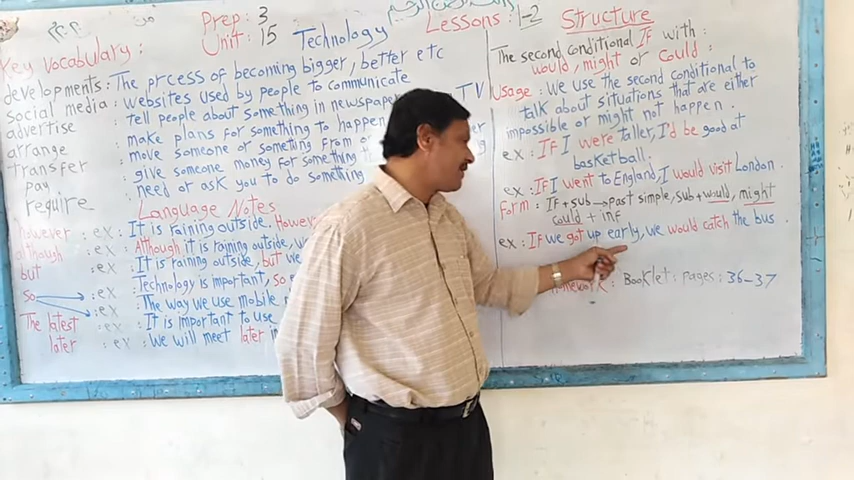 Prep: 3
Unit: 15
Technology
Lessons: 1-2
Key Vocabulary:
developments: The prcess of becoming bigger, better etc
social media: websites used by people to communicate
advertise : tell people about something in newspaper TV
arrange : make plans for something to happen
Transfer : move someone or something from
pay : give someone money for something
require : need or ask you to do something
Language Notes
however : ex: It is raining outside. However
although : ex: Although it is raining outside,
but : ex: It is raining outside, but
so : ex: Technology is important, so
: ex: The way we use mobile
The latest : ex: It is important to use
later : ex: We will meet later
Structure
The second conditional If with:
would, might or Could:
Usage: We use the second conditional to
talk about situations that are either
impossible or might not happen.
ex: If I were taller, I'd be good at
basketball.
ex: If I went to England, I would visit London.
form: If + sub → past simple, sub + would, might
could + inf
ex: If we got up early, we would catch the bus
Homework: Booklet: pages: 36-37